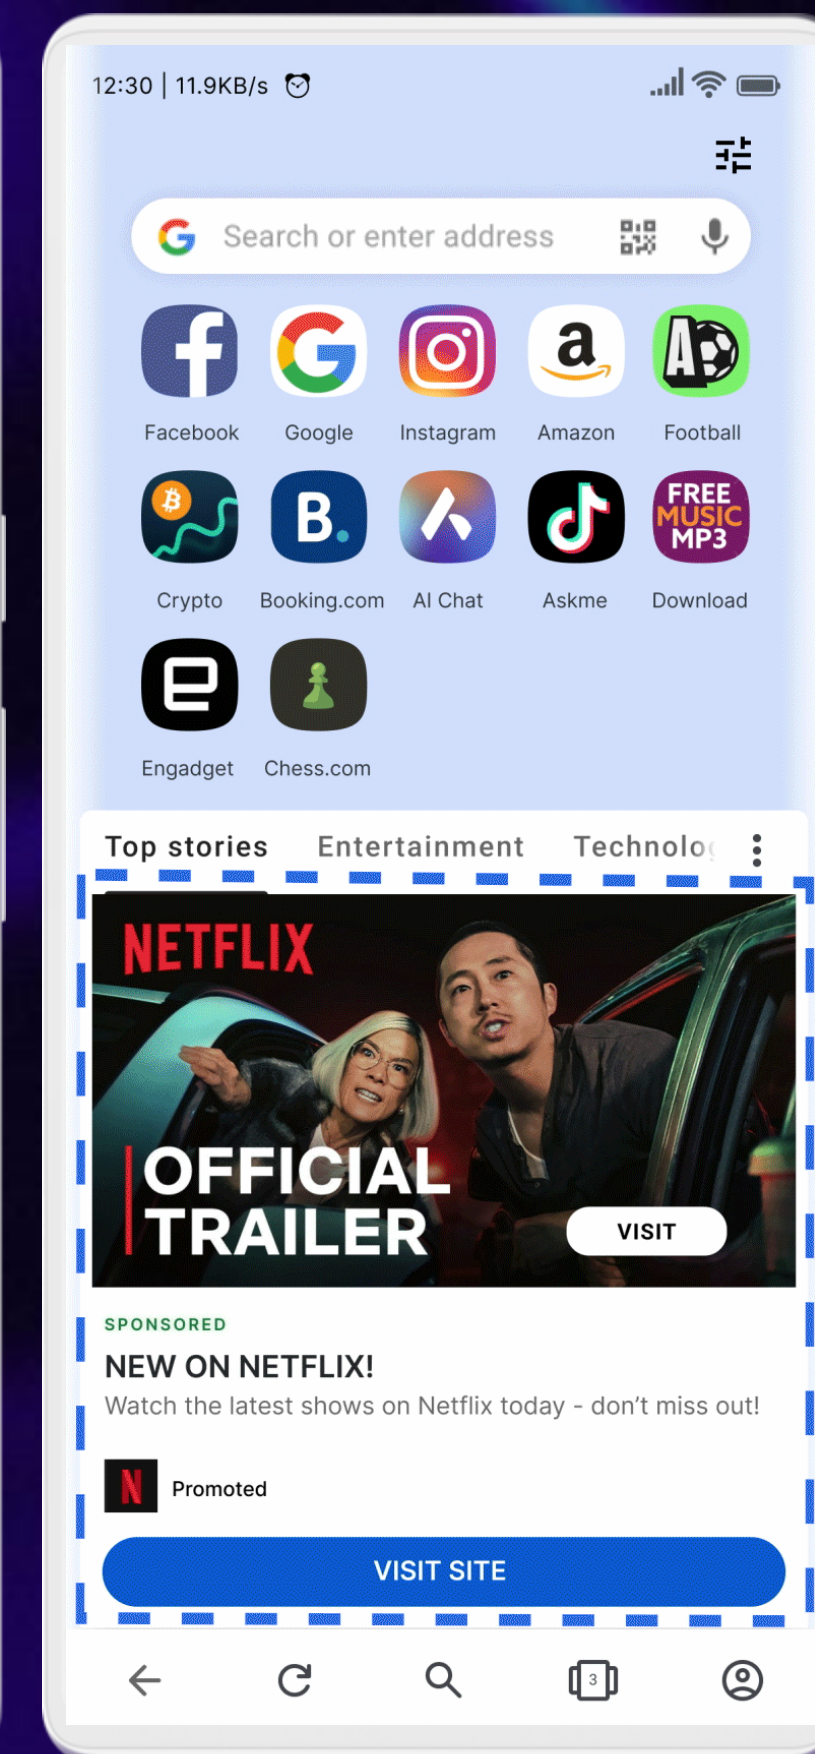 12:30 | 11.9KB/s
Search or enter address
Facebook Google Instagram Amazon Football
FREE
MUSIC
MP3
Crypto Booking.com AI Chat Askme Download
Engadget Chess.com
Top stories Entertainment Technolo
NETFLIX
OFFICIAL
TRAILER
VISIT
SPONSORED
NEW ON NETFLIX!
Watch the latest shows on Netflix today - don't miss out!
N Promoted
VISIT SITE
3